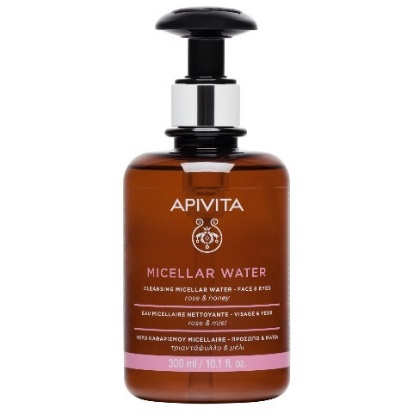 APIVITA
MICELLAR WATER
CLEANSING MICELLAR WATER - FACE & EYES
rose & honey
EAU MICELLAIRE NETTOYANTE - VISAGE & YEUX
rose & miel
ΝΕΡΟ ΚΑΘΑΡΙΣΜΟΥ MICELLAIRE - ΠΡΟΣΩΠΟ & ΜΑΤΙΑ
τριαντάφυλλο & μέλι
300 ml / 10.1 fl. oz.